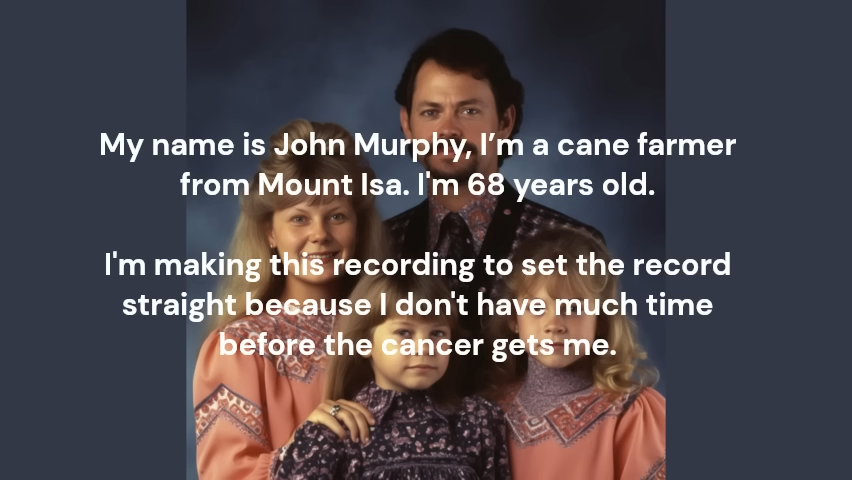 My name is John Murphy, I’m a cane farmer
from Mount Isa. I'm 68 years old.
I'm making this recording to set the record
straight because I don't have much time
before the cancer gets me.